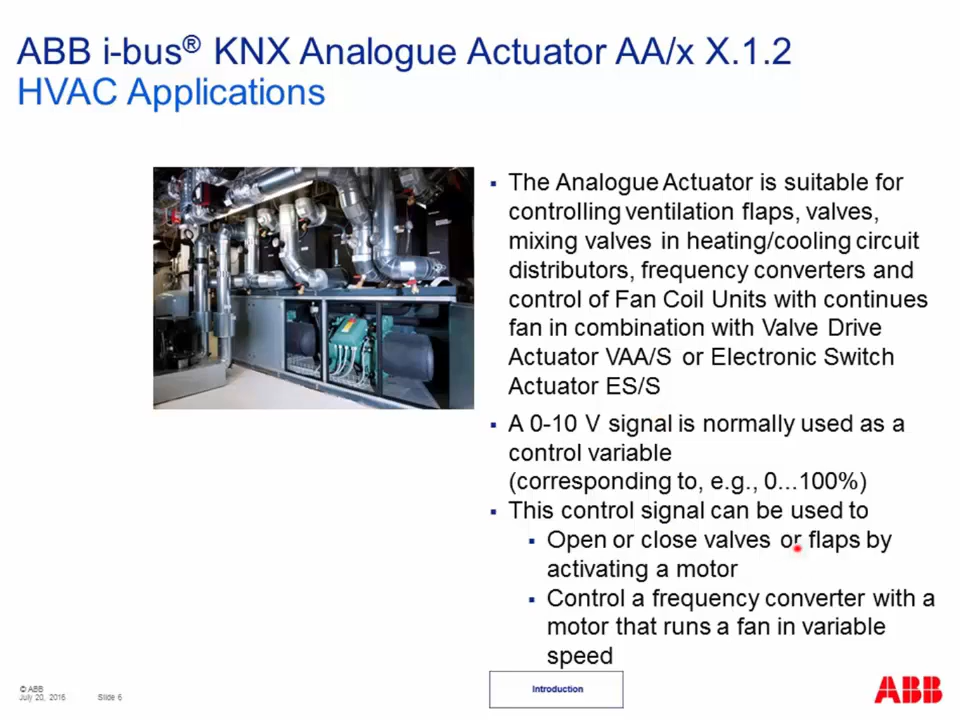 ABB i-bus® KNX Analogue Actuator AA/x X.1.2
HVAC Applications
▪ The Analogue Actuator is suitable for
controlling ventilation flaps, valves,
mixing valves in heating/cooling circuit
distributors, frequency converters and
control of Fan Coil Units with continues
fan in combination with Valve Drive
Actuator VAA/S or Electronic Switch
Actuator ES/S
▪ A 0-10 V signal is normally used as a
control variable
(corresponding to, e.g., 0...100%)
▪ This control signal can be used to
▪ Open or close valves or flaps by
activating a motor
▪ Control a frequency converter with a
motor that runs a fan in variable
speed
© ABB
July 20, 2016 Slide 6
Introduction
ABB